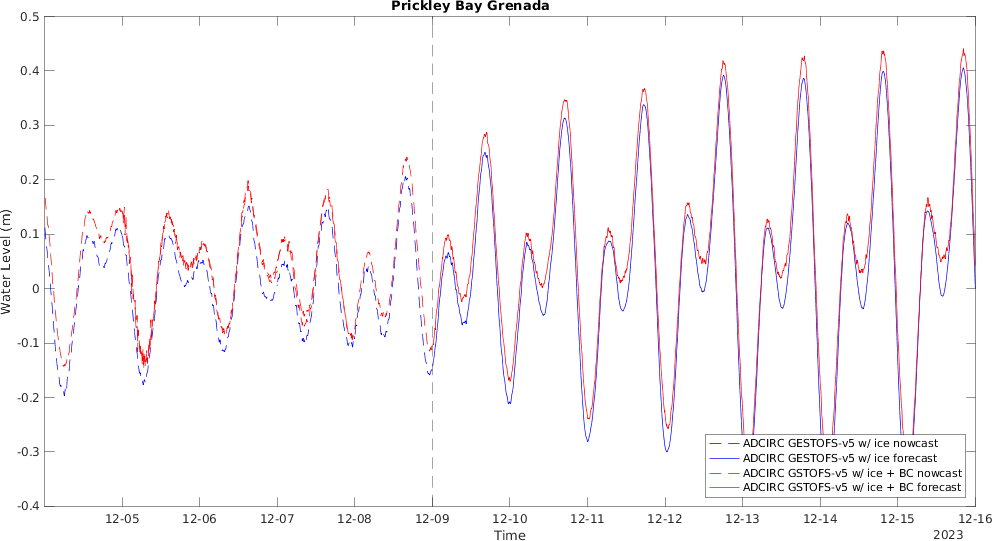 Prickley Bay Grenada
0.5
0.4
0.3
0.2
0.1
0
-0.1
-0.2
-0.3
-0.4
Water Level (m)
ADCIRC GESTOFS-v5 w/ ice nowcast
ADCIRC GESTOFS-v5 w/ ice forecast
ADCIRC GSTOFS-v5 w/ ice + BC nowcast
ADCIRC GSTOFS-v5 w/ ice + BC forecast
12-05 12-06 12-07 12-08 12-09 12-10 12-11 12-12 12-13 12-14 12-15 12-16
Time
2023